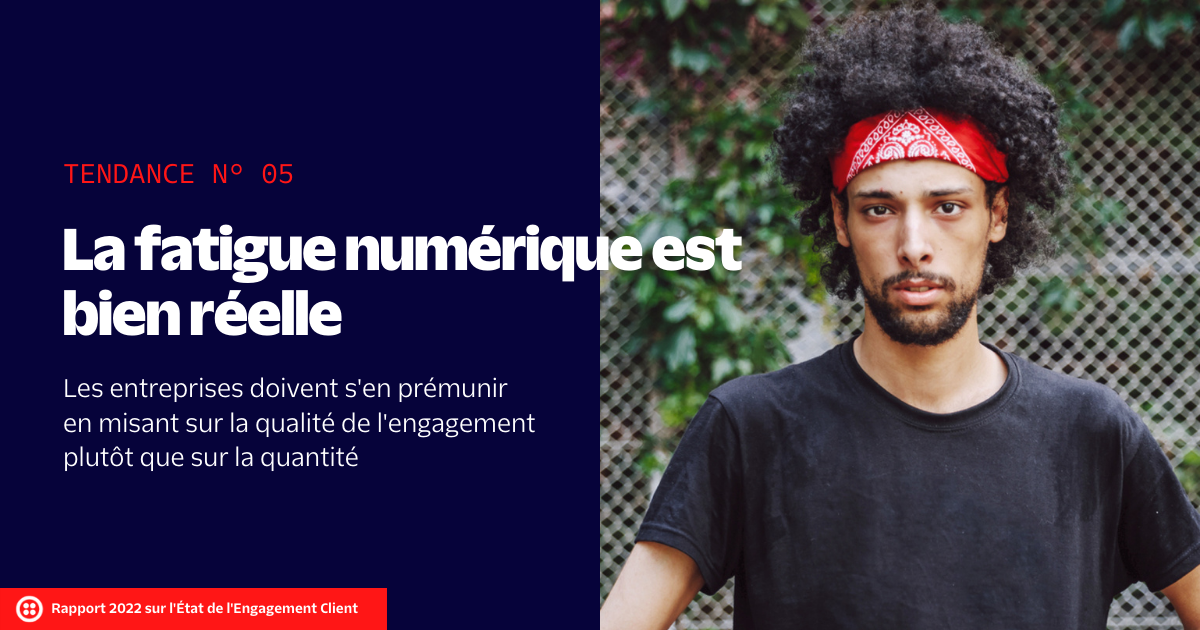 TENDANCE N° 05
La fatigue numérique est
bien réelle
Les entreprises doivent s'en prémunir
en misant sur la qualité de l'engagement
plutôt que sur la quantité
Rapport 2022 sur l'État de l'Engagement Client